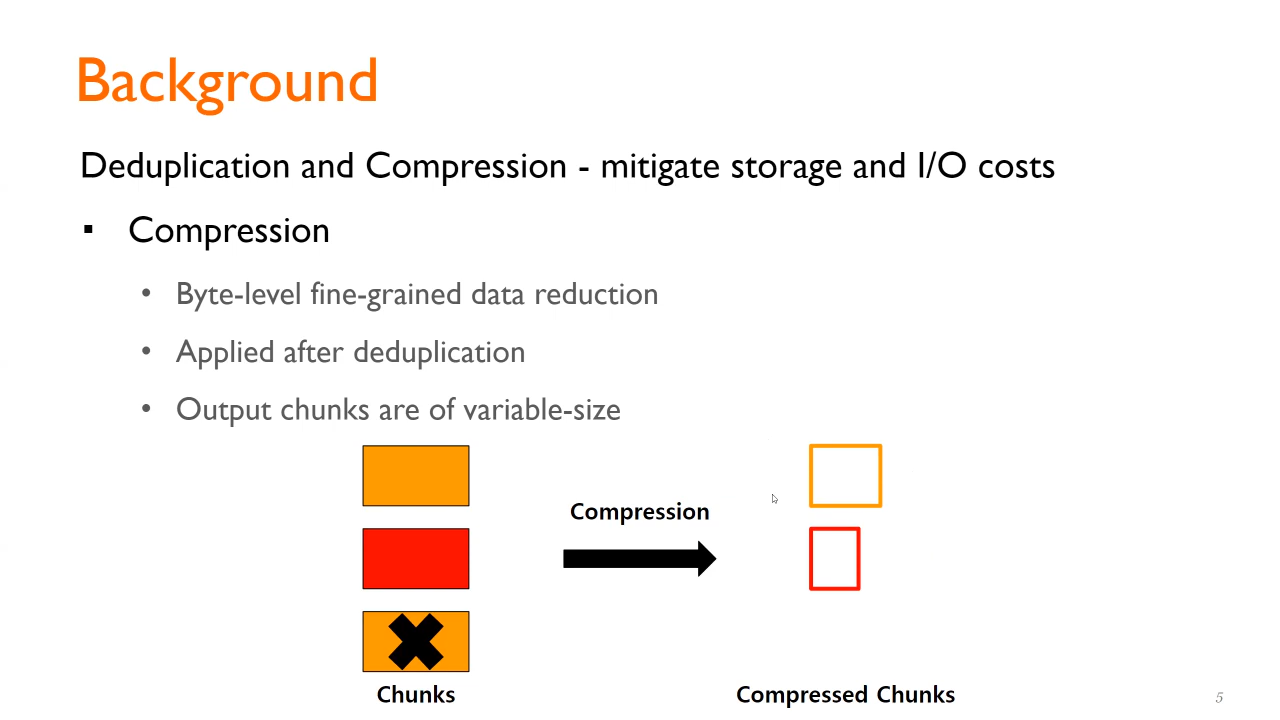 Background
Deduplication and Compression - mitigate storage and I/O costs
▪ Compression
• Byte-level fine-grained data reduction
• Applied after deduplication
• Output chunks are of variable-size
Compression
Chunks
Compressed Chunks
5